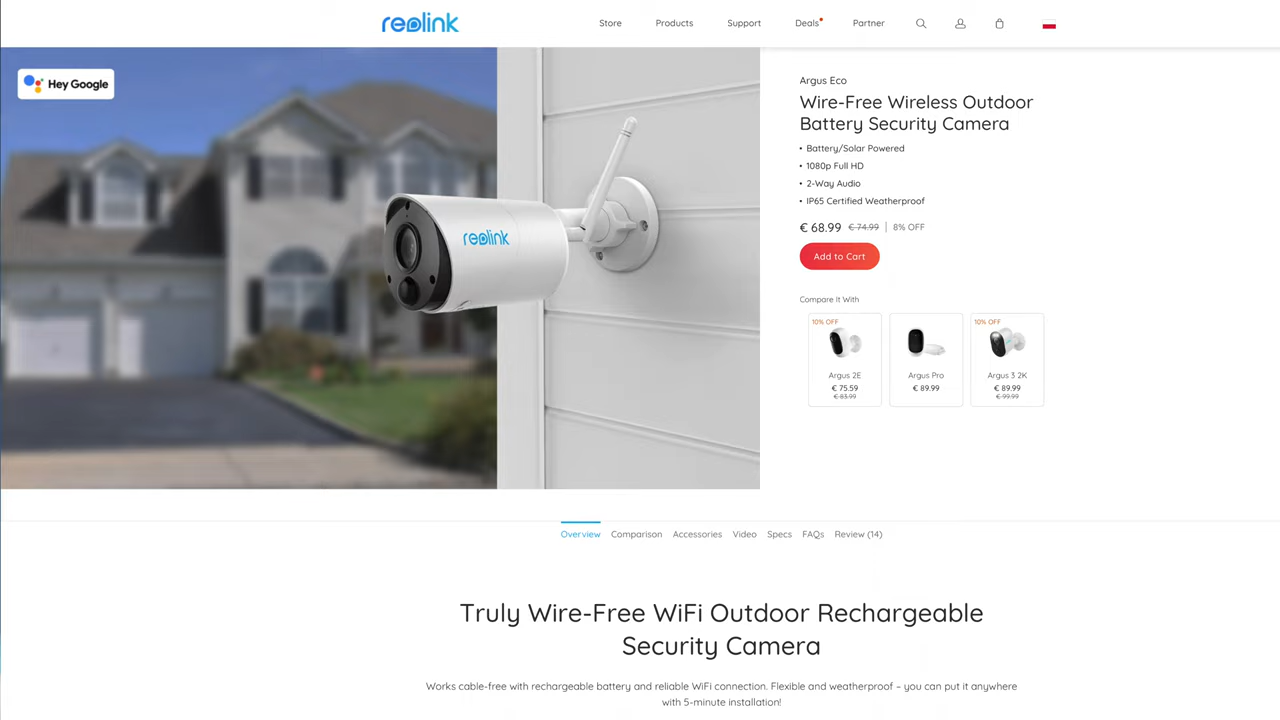 reolink
Store Products Support Deals Partner
Hey Google
reolink
Argus Eco
Wire-Free Wireless Outdoor
Battery Security Camera
• Battery/Solar Powered
• 1080p Full HD
• 2-Way Audio
• IP65 Certified Weatherproof
€ 68.99 € 74.99 | 8% OFF
Add to Cart
Compare It With
10% OFF
Argus 2E
€ 75.59
€ 83.99
Argus Pro
€ 89.99
10% OFF
Argus 3 2K
€ 89.99
€ 99.99
Overview Comparison Accessories Video Specs FAQs Review (14)
Truly Wire-Free WiFi Outdoor Rechargeable
Security Camera
Works cable-free with rechargeable battery and reliable WiFi connection. Flexible and weatherproof – you can put it anywhere
with 5-minute installation!